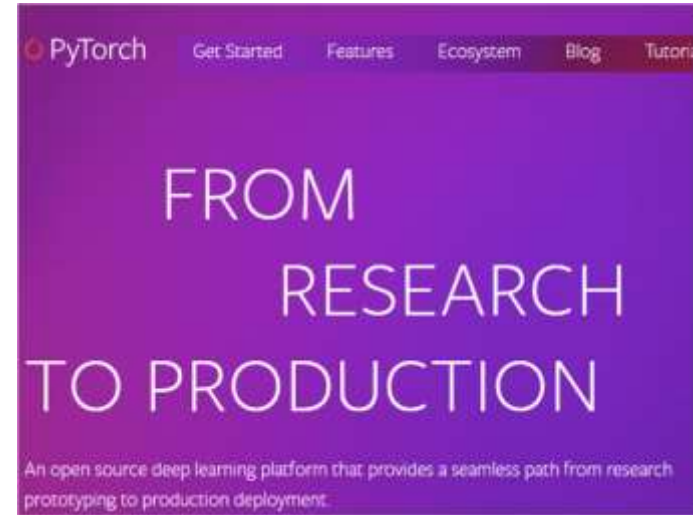 PyTorch Get Started Features Ecosystem Blog
FROM
RESEARCH
TO PRODUCTION
An open source deep learning platform that provides a seamless path from research
prototyping to production deployment.